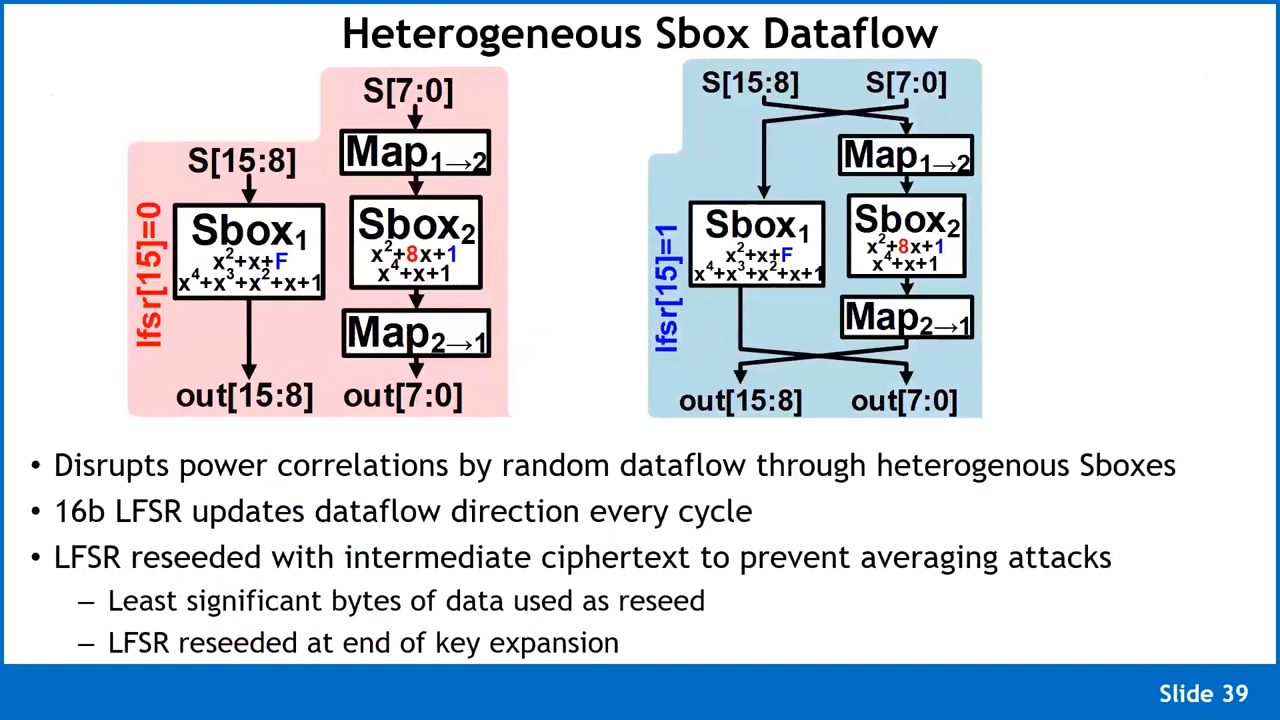 Heterogeneous Sbox Dataflow
S[7:0]
Map1→2
S[15:8]
lfsr[15]=0
Sbox1
x²+x+F
x⁴+x³+x²+x+1
Sbox2
x²+8x+1
x⁴+x+1
Map2→1
out[15:8] out[7:0]
S[15:8] S[7:0]
Map1→2
lfsr[15]=1
Sbox1
x²+x+F
x⁴+x³+x²+x+1
Sbox2
x²+8x+1
x⁴+x+1
Map2→1
out[15:8] out[7:0]
• Disrupts power correlations by random dataflow through heterogenous Sboxes
• 16b LFSR updates dataflow direction every cycle
• LFSR reseeded with intermediate ciphertext to prevent averaging attacks
– Least significant bytes of data used as reseed
– LFSR reseeded at end of key expansion
Slide 39